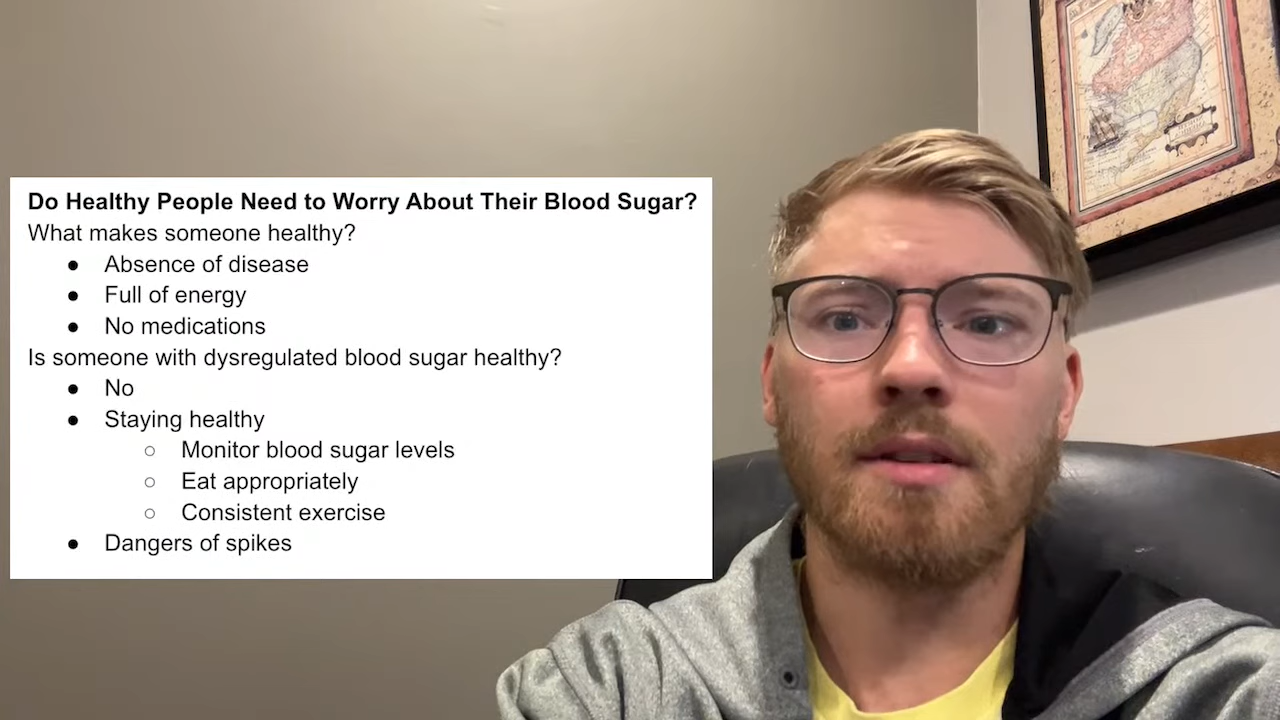 Do Healthy People Need to Worry About Their Blood Sugar?
What makes someone healthy?
● Absence of disease
● Full of energy
● No medications
Is someone with dysregulated blood sugar healthy?
● No
● Staying healthy
○ Monitor blood sugar levels
○ Eat appropriately
○ Consistent exercise
● Dangers of spikes